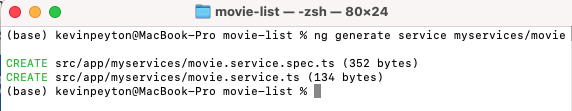 movie-list — -zsh — 80×24
(base) kevinpeyton@MacBook-Pro movie-list % ng generate service myservices/movie
CREATE src/app/myservices/movie.service.spec.ts (352 bytes)
CREATE src/app/myservices/movie.service.ts (134 bytes)
(base) kevinpeyton@MacBook-Pro movie-list %